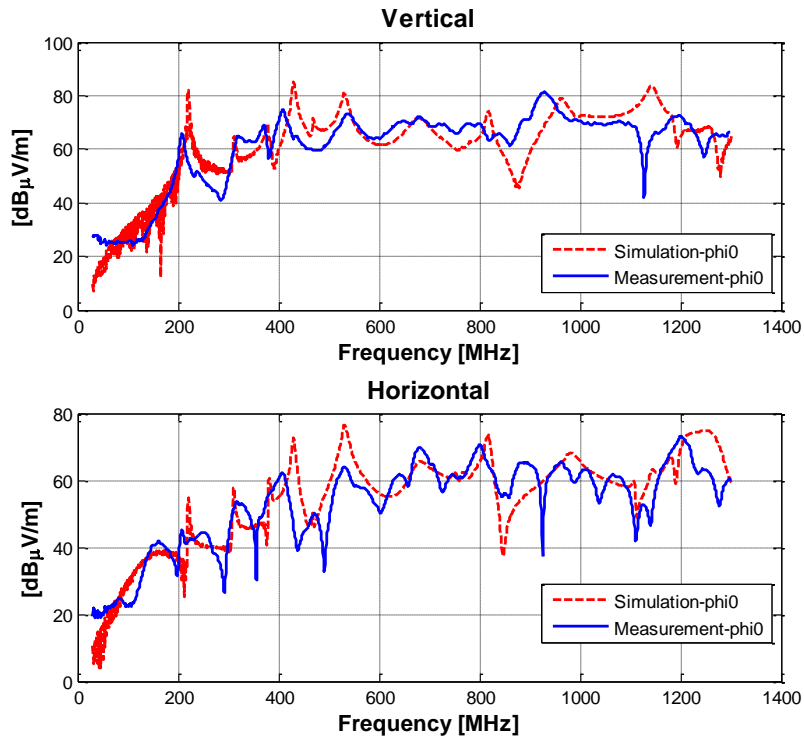 Vertical
100
80
60
40
20
0
[dBμV/m]
0 200 400 600 800 1000 1200 1400
Frequency [MHz]
Simulation-phi0
Measurement-phi0
Horizontal
80
60
40
20
0
[dBμV/m]
0 200 400 600 800 1000 1200 1400
Frequency [MHz]
Simulation-phi0
Measurement-phi0